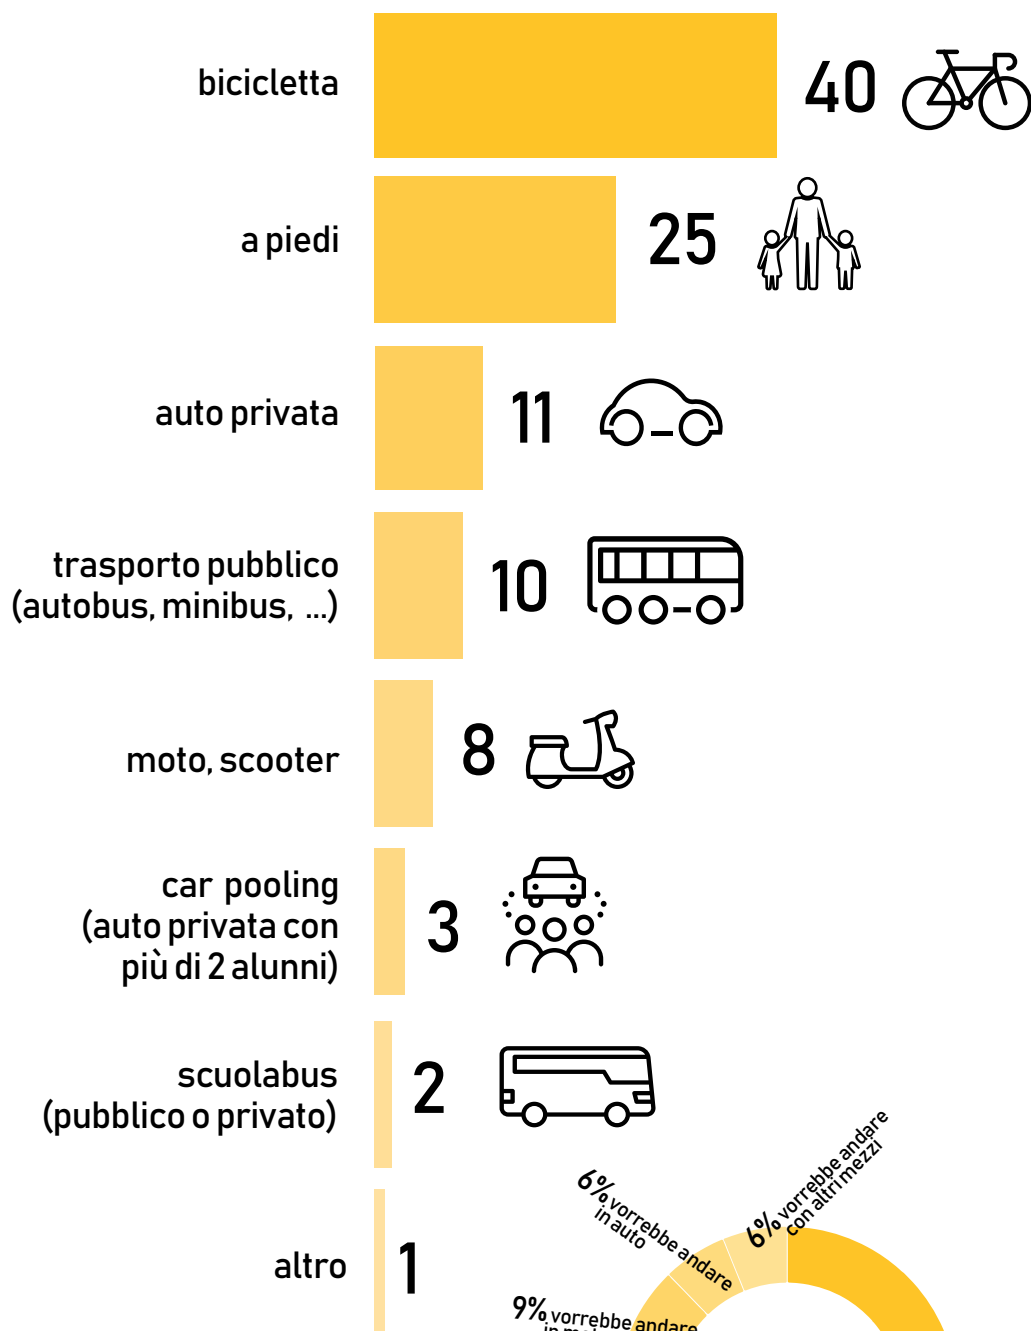 bicicletta
40
a piedi
25
auto privata
11
trasporto pubblico
(autobus, minibus, ...)
10
moto, scooter
8
car pooling
(auto privata con
più di 2 alunni)
3
scuolabus
(pubblico o privato)
2
altro
1
6% vorrebbe andare
in auto
6% vorrebbe andare
con altri mezzi
9% vorrebbe andare
in